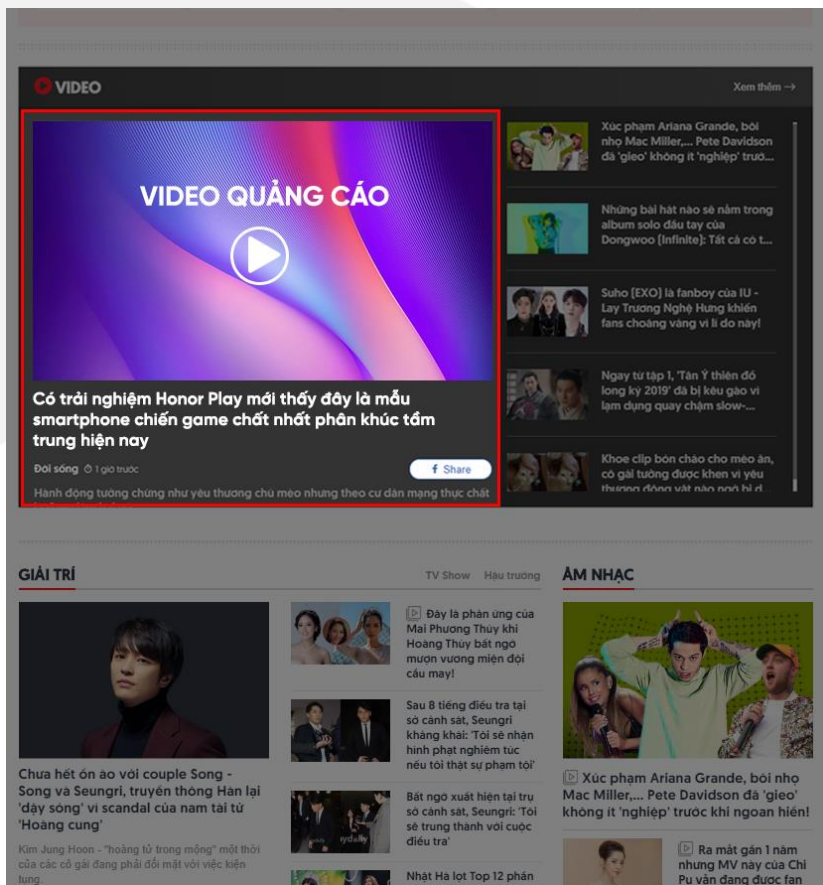 VIDEO
Xem thêm →
VIDEO QUẢNG CÁO
Có trải nghiệm Honor Play mới thấy đây là mẫu
smartphone chiến game chất nhất phân khúc tầm
trung hiện nay
Đời sống 1 giờ trước
f Share
Hành động tưởng chừng như yêu thương chú mèo nhưng theo cư dân mạng thực chất
Xúc phạm Ariana Grande, bôi
nhọ Mac Miller,... Pete Davidson
đã 'gieo' không ít 'nghiệp' trướ...
Những bài hát nào sẽ nằm trong
album solo đầu tay của
Dongwoo (Infinite): Tất cả có t...
Suho [EXO] là fanboy của IU -
Lay Trương Nghệ Hưng khiến
fans choáng váng vì lí do này!
Ngay từ tập 1, 'Tân Ỷ thiên đồ
long ký 2019' đã bị kêu gào vì
lạm dụng quay chậm slow-...
Khoe clip bón cháo cho mèo ăn,
cô gái tưởng được khen vì yêu
thương động vật nào ngờ bị d...
GIẢI TRÍ
TV Show Hậu trường
Chưa hết ồn ào với couple Song -
Song và Seungri, truyền thông Hàn lại
'dậy sóng' vì scandal của nam tài tử
'Hoàng cung'
Kim Jung Hoon - "hoàng tử trong mộng" một thời
của các cô gái đang phải đối mặt với việc kiện
tụng.
Đây là phản ứng của
Mai Phương Thúy khi
Hoàng Thùy bất ngờ
mượn vương miện đội
cầu may!
Sau 8 tiếng điều tra tại
sở cảnh sát, Seungri
khảng khái: 'Tôi sẽ nhận
hình phạt nghiêm túc
nếu tôi thật sự phạm tội'
Bất ngờ xuất hiện tại trụ
sở cảnh sát, Seungri: 'Tôi
sẽ trung thành với cuộc
điều tra'
Nhật Hà lọt Top 12 phần
ÂM NHẠC
Xúc phạm Ariana Grande, bôi nhọ
Mac Miller,... Pete Davidson đã 'gieo'
không ít 'nghiệp' trước khi ngoan hiền!
Ra mắt gần 1 năm
nhưng MV này của Chi
Pu vẫn đang được fan